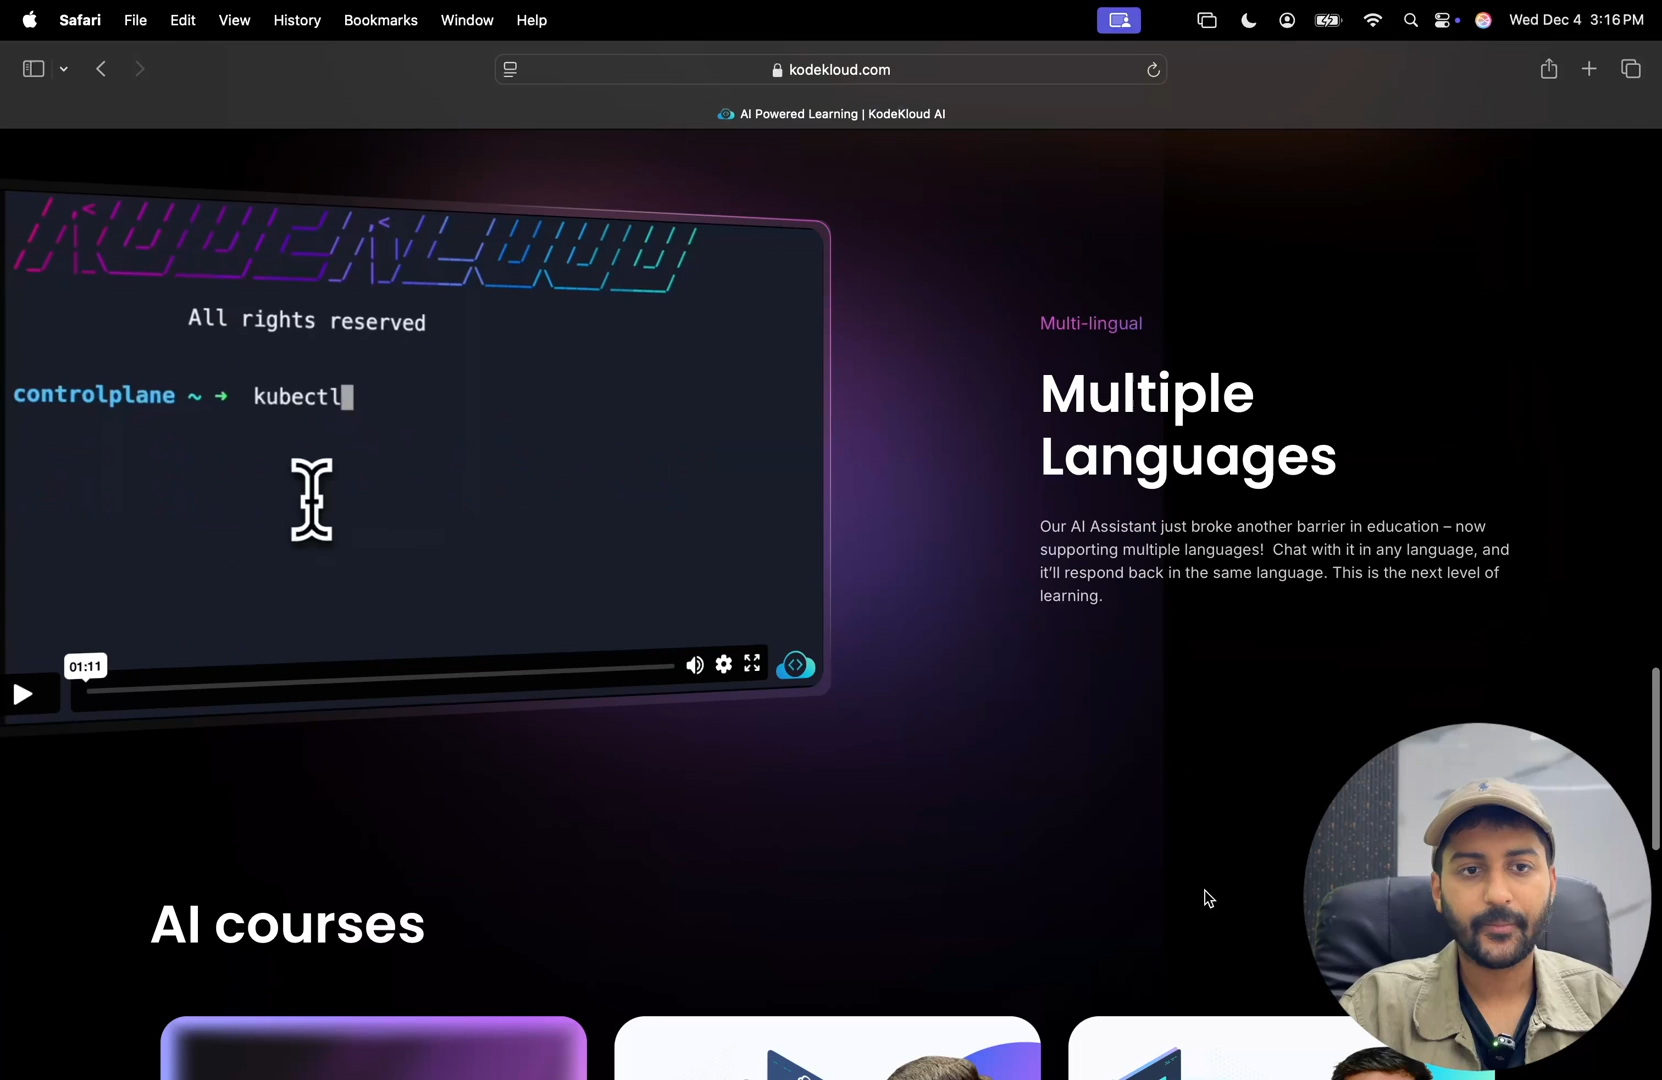 Safari File Edit View History Bookmarks Window Help Wed Dec 4 3:16 PM
kodekloud.com
AI Powered Learning | KodeKloud AI
KODEKLOUD
All rights reserved
controlplane ~ ➜ kubectl
01:11
Multi-lingual
Multiple
Languages
Our AI Assistant just broke another barrier in education – now
supporting multiple languages! Chat with it in any language, and
it’ll respond back in the same language. This is the next level of
learning.
AI courses